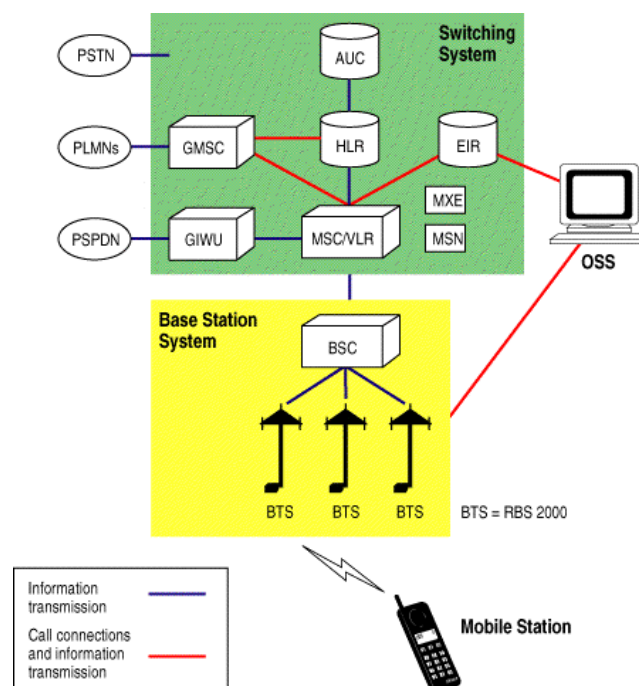 Switching
System
PSTN
AUC
PLMNs
GMSC
HLR
EIR
MXE
PSPDN
GIWU
MSC/VLR
MSN
OSS
Base Station
System
BSC
BTS
BTS
BTS
BTS = RBS 2000
Information
transmission
Call connections
and information
transmission
Mobile Station